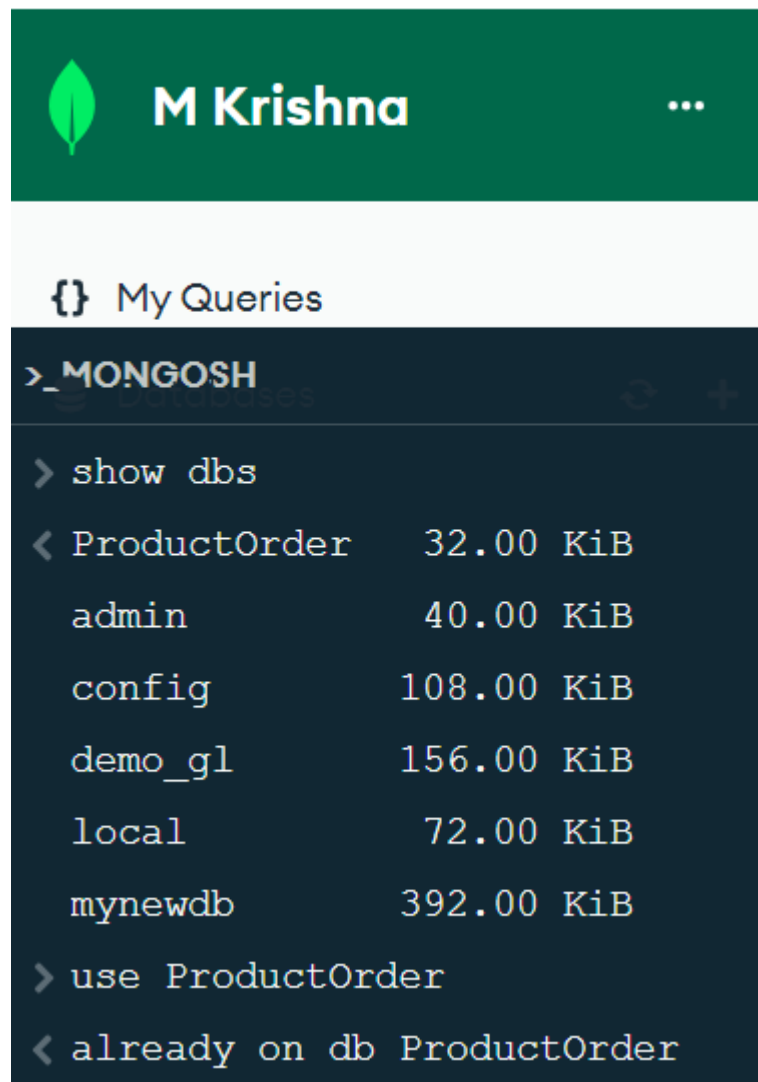 M Krishna
...
{} My Queries
>_MONGOSH
Databases
> show dbs
< ProductOrder 32.00 KiB
admin 40.00 KiB
config 108.00 KiB
demo_gl 156.00 KiB
local 72.00 KiB
mynewdb 392.00 KiB
> use ProductOrder
< already on db ProductOrder